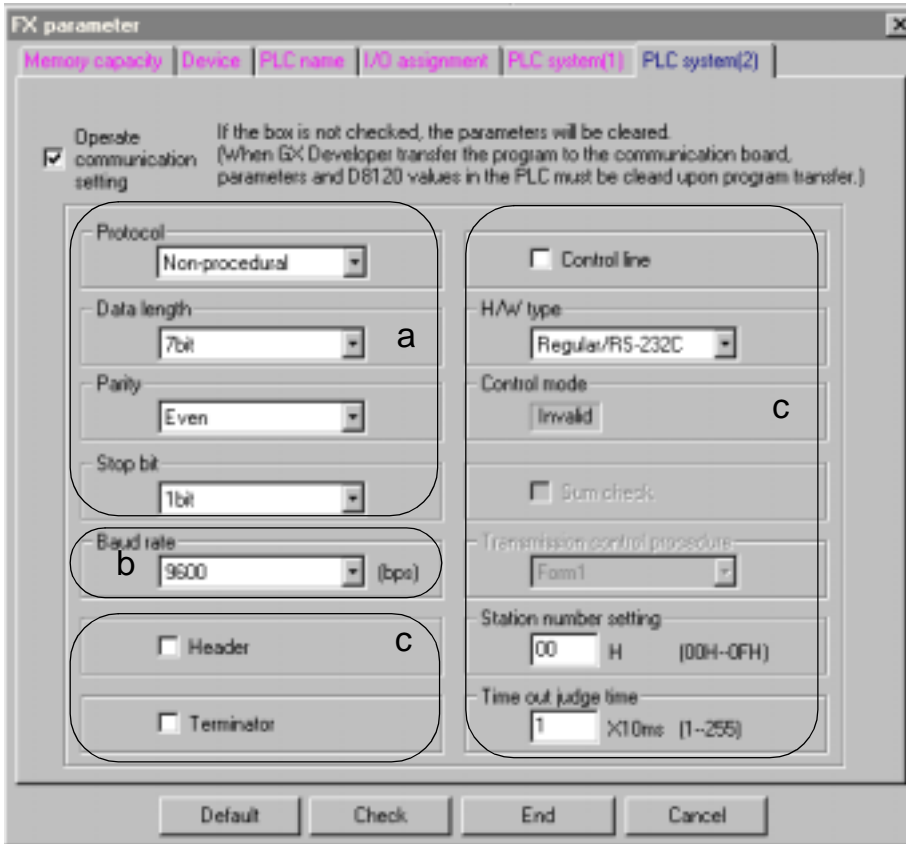 FX parameter
Memory capacity Device PLC name I/O assignment PLC system(1) PLC system(2)
Operate communication setting
If the box is not checked, the parameters will be cleared.
(When GX Developer transfer the program to the communication board,
parameters and D8120 values in the PLC must be cleard upon program transfer.)
Protocol
Non-procedural
Data length
7bit
a
Parity
Even
Stop bit
1bit
Baud rate
b
9600 (bps)
Header
c
Terminator
Control line
H/W type
Regular/RS-232C
Control mode
Invalid
c
Sum check
Transmission control procedure
Form1
Station number setting
00 H (00H--0FH)
Time out judge time
1 X10ms (1--255)
Default Check End Cancel